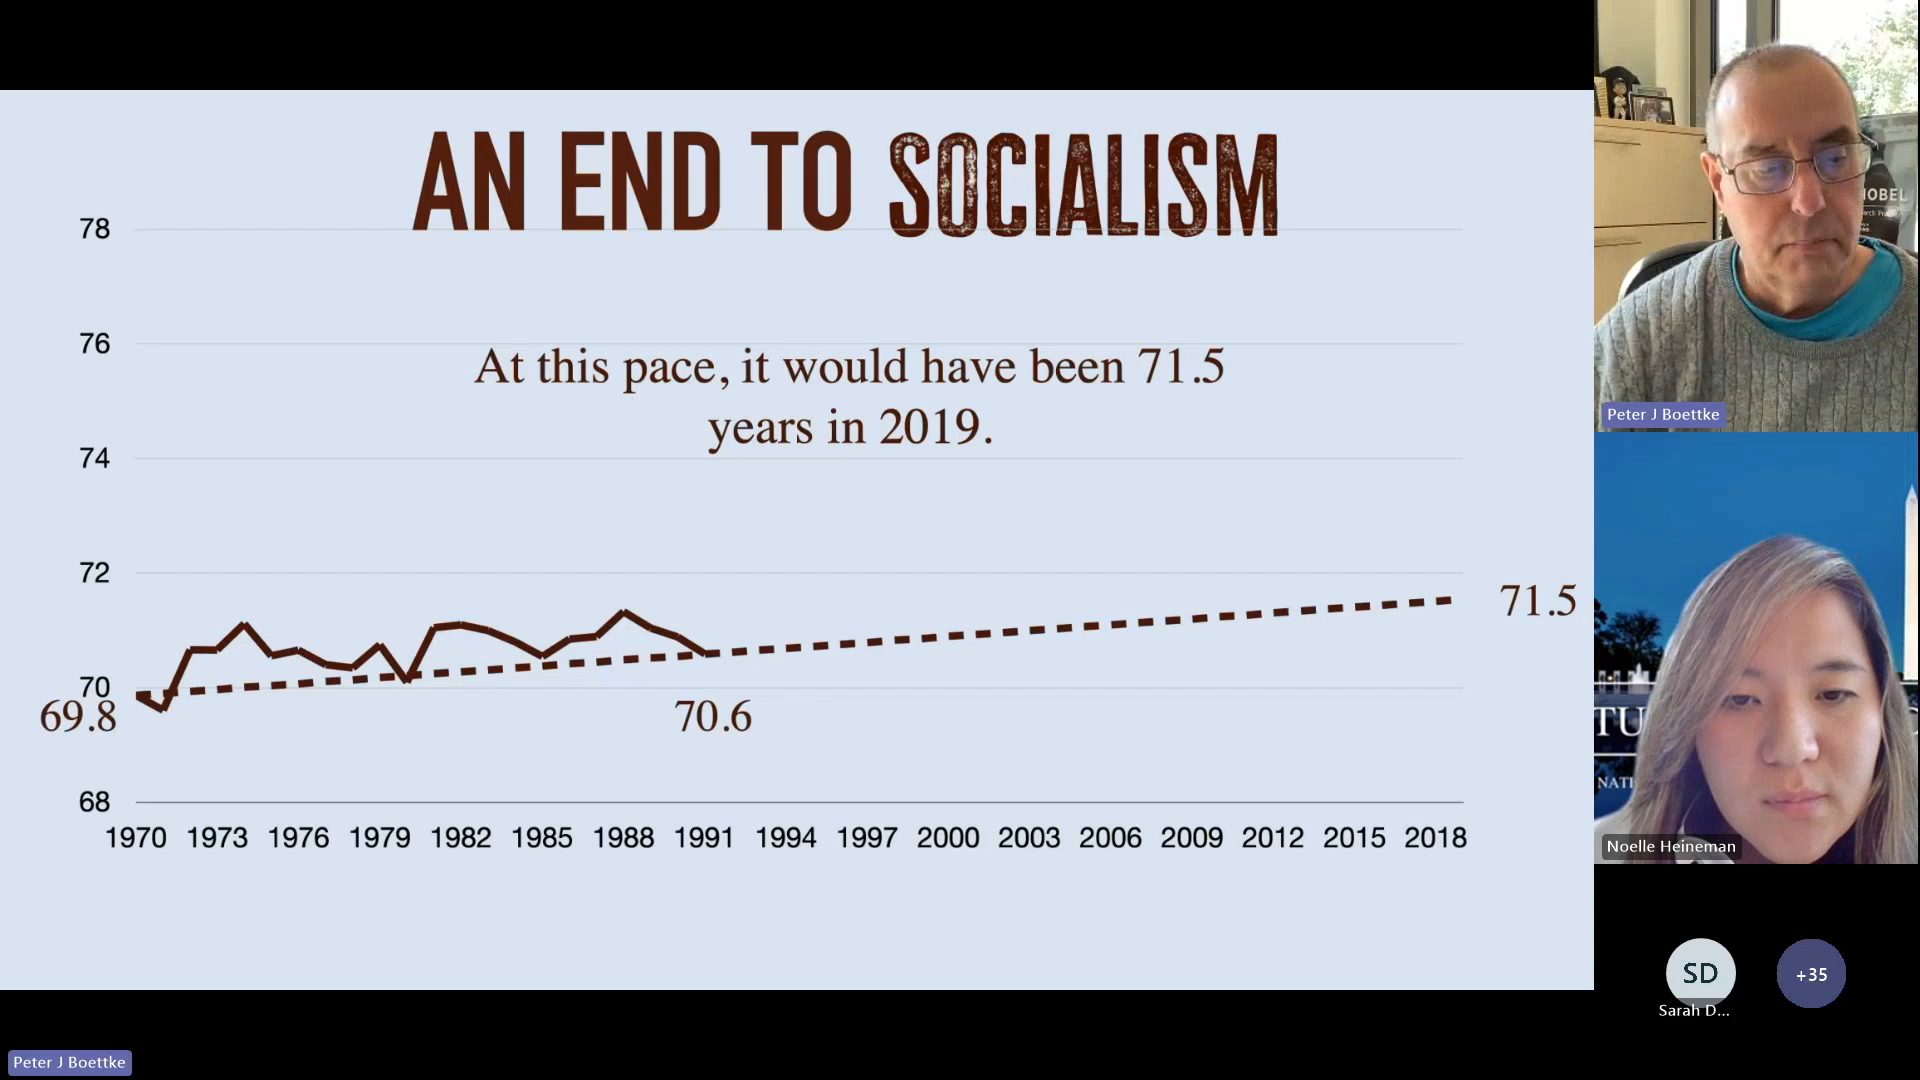 AN END TO SOCIALISM
78
76
At this pace, it would have been 71.5
years in 2019.
74
72
71.5
70
69.8
70.6
68
1970 1973 1976 1979 1982 1985 1988 1991 1994 1997 2000 2003 2006 2009 2012 2015 2018
Peter J Boettke
NOBEL
Peter J Boettke
TU
NATI
Noelle Heineman
SD
Sarah D...
+35